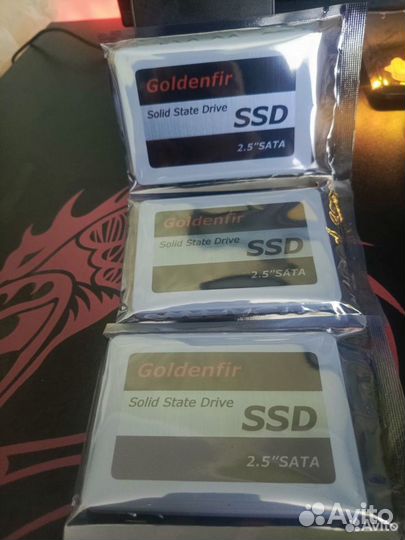 Goldenfir
Solid State Drive
SSD
2.5"SATA
Goldenfir
Solid State Drive
SSD
2.5"SATA
Goldenfir
Solid State Drive
SSD
2.5"SATA
Avito
Avito